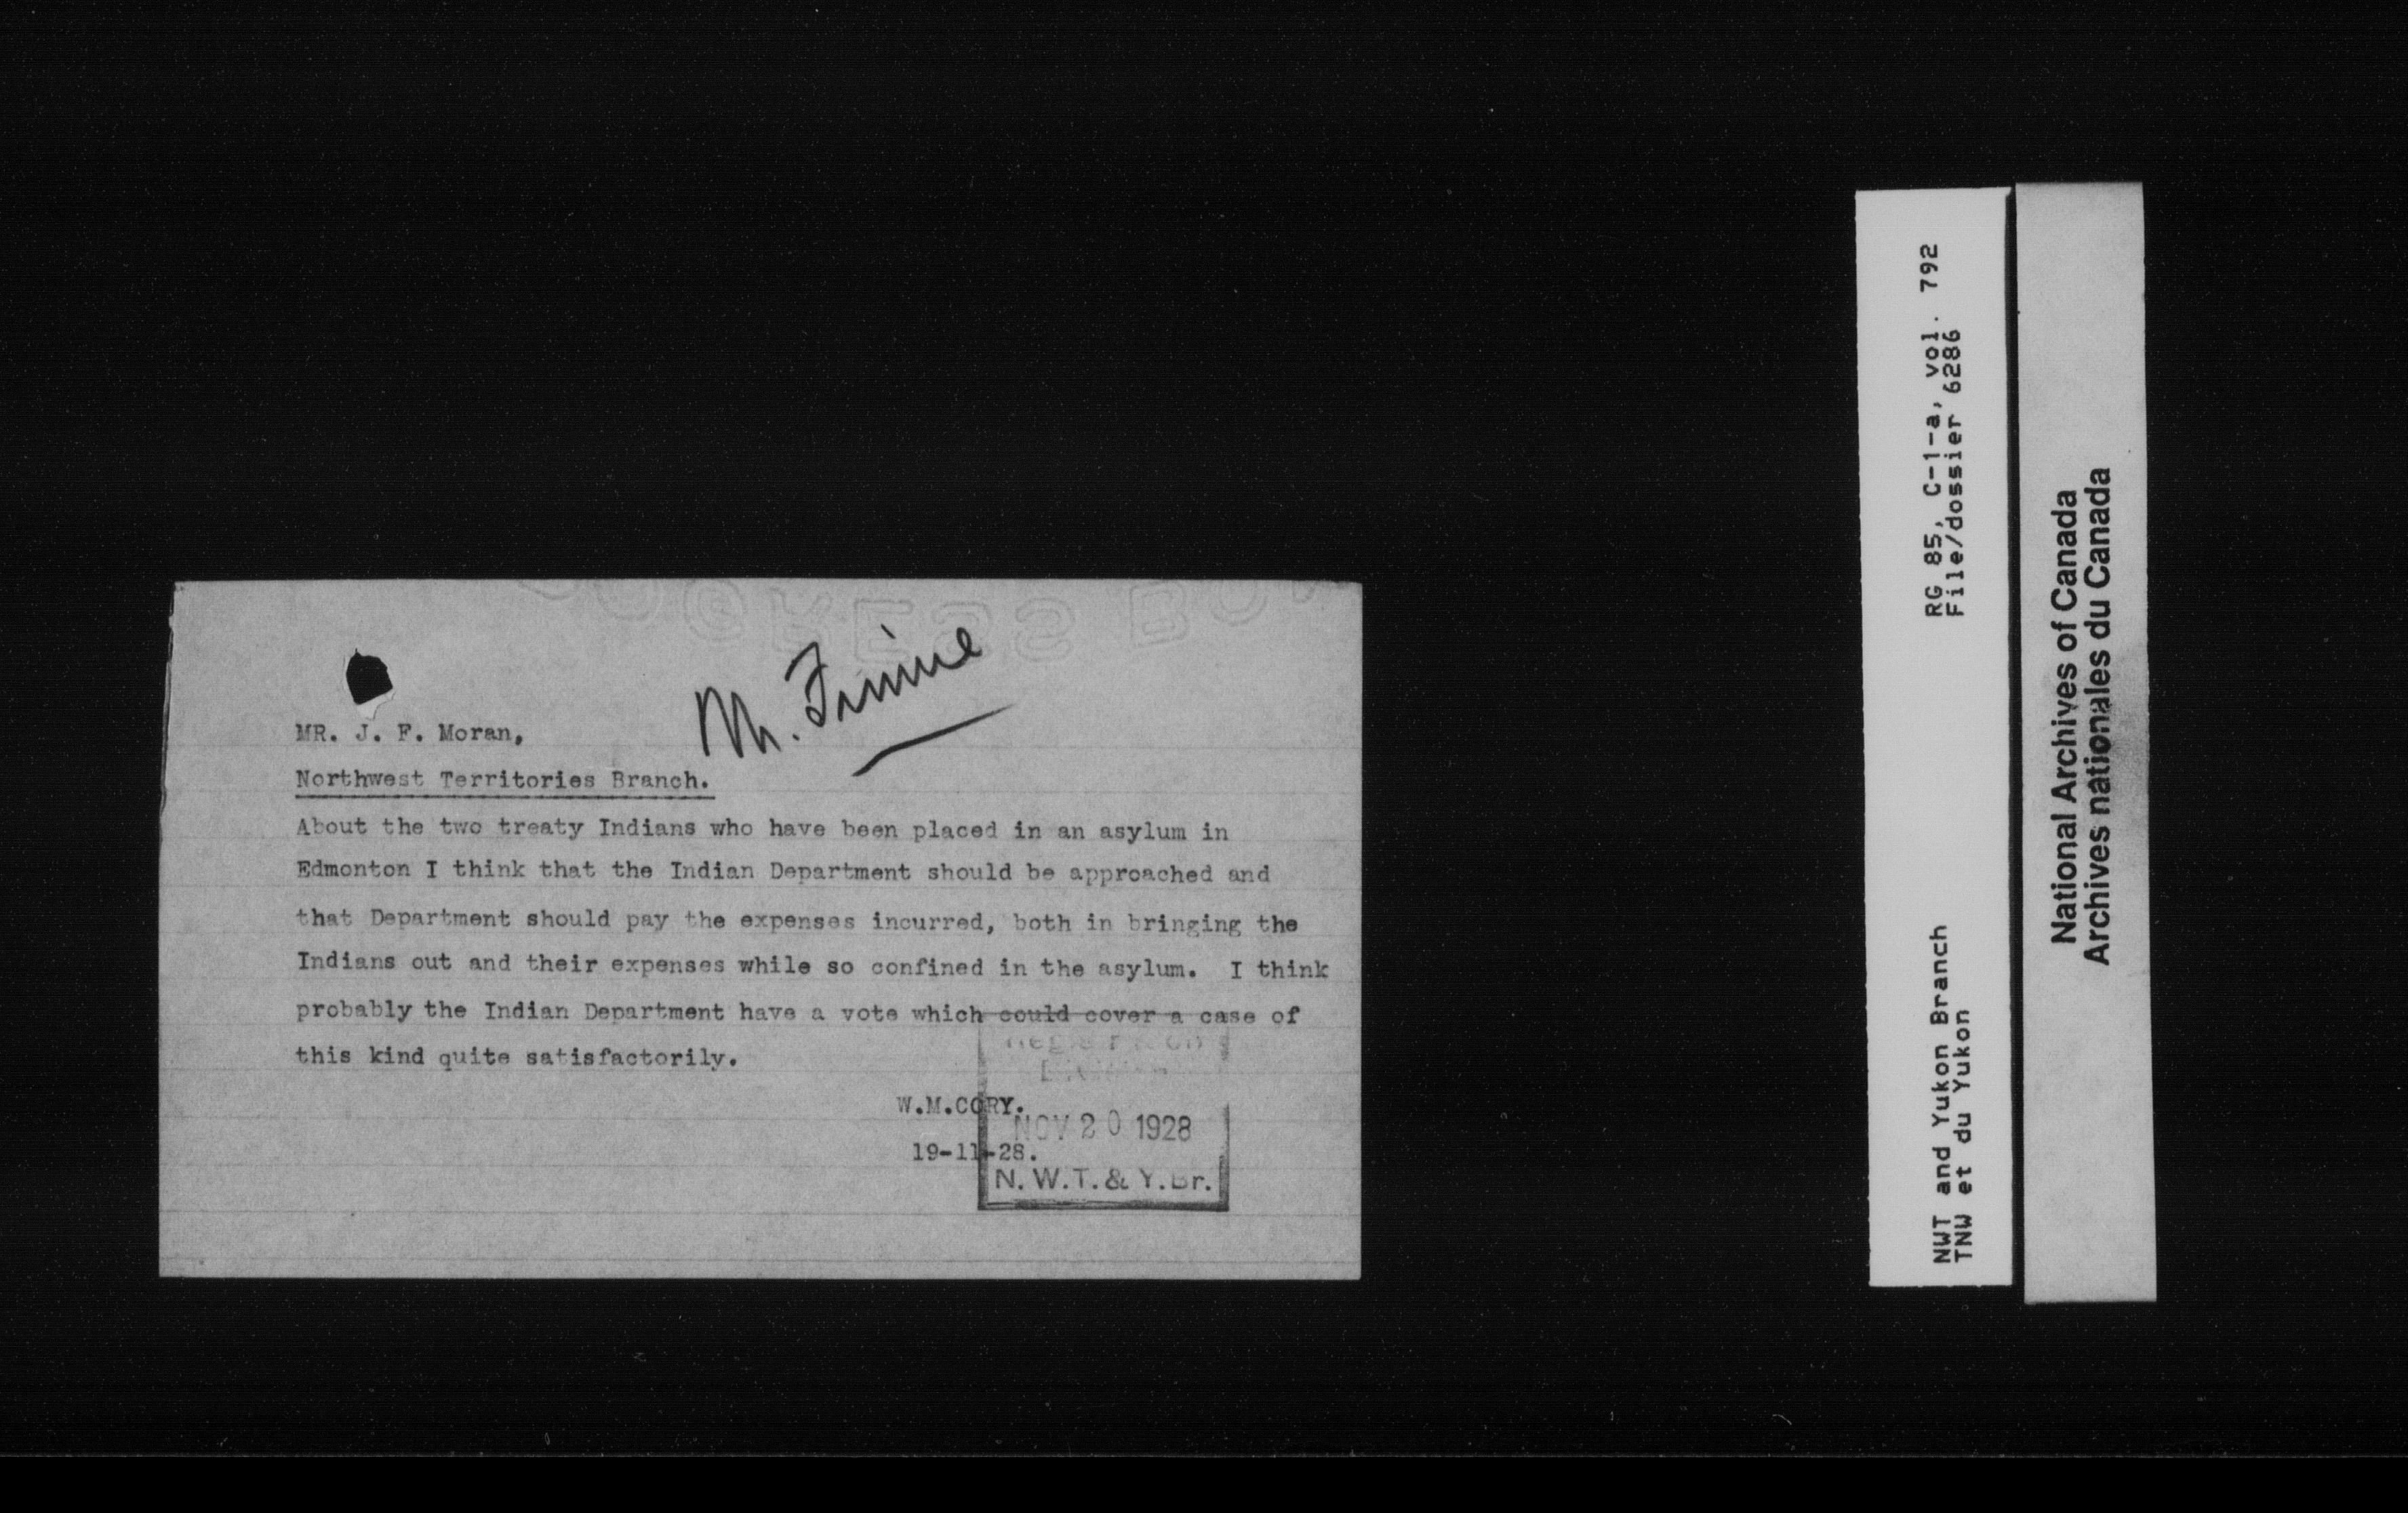 Mr. Finnie
MR. J. F. Moran,
Northwest Territories Branch.
About the two treaty Indians who have been placed in an asylum in
Edmonton I think that the Indian Department should be approached and
that Department should pay the expenses incurred, both in bringing the
Indians out and their expenses while so confined in the asylum. I think
probably the Indian Department have a vote which could cover a case of
this kind quite satisfactorily.
W.M.CORY.
19-11-28.
NOV 20 1928
N. W. T. & Y. Br.
RG 85, C-1-a, vol. 792
File/dossier 6286
NWT and Yukon Branch
TNW et du Yukon
National Archives of Canada
Archives nationales du Canada